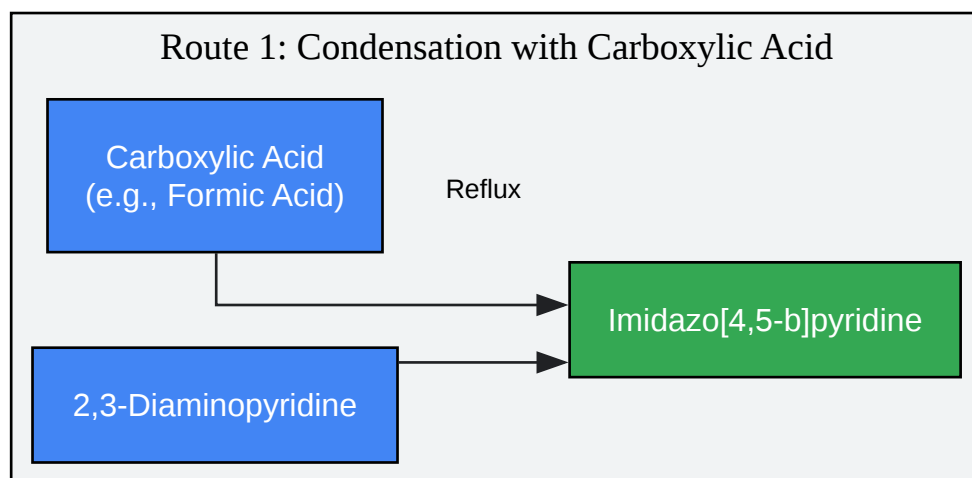 Route 1: Condensation with Carboxylic Acid
Carboxylic Acid
(e.g., Formic Acid)
Reflux
Imidazo[4,5-b]pyridine
2,3-Diaminopyridine